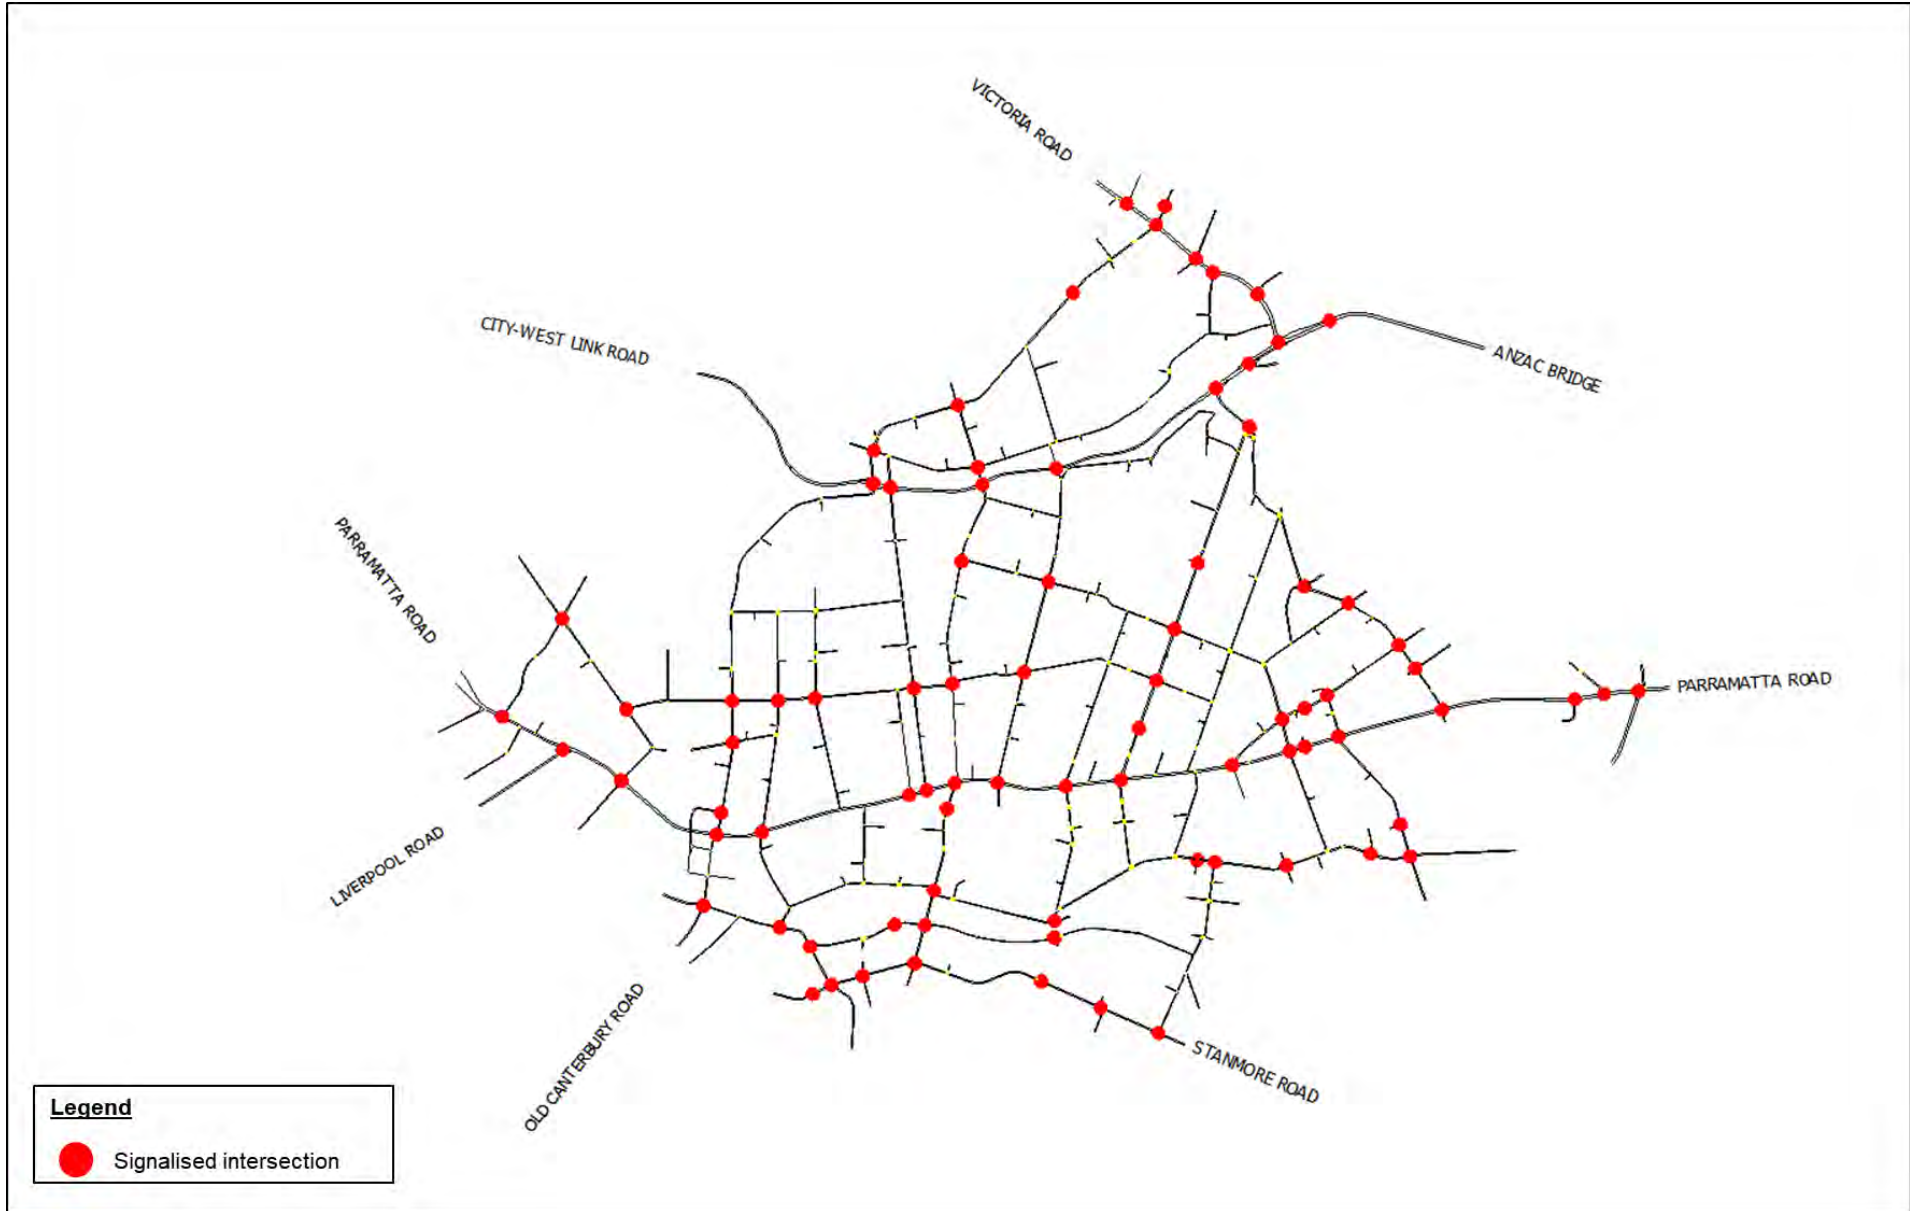 VICTORIA ROAD
CITY-WEST LINK ROAD
ANZAC BRIDGE
PARRAMATTA ROAD
PARRAMATTA ROAD
LIVERPOOL ROAD
OLD CANTERBURY ROAD
STANMORE ROAD
Legend
Signalised intersection